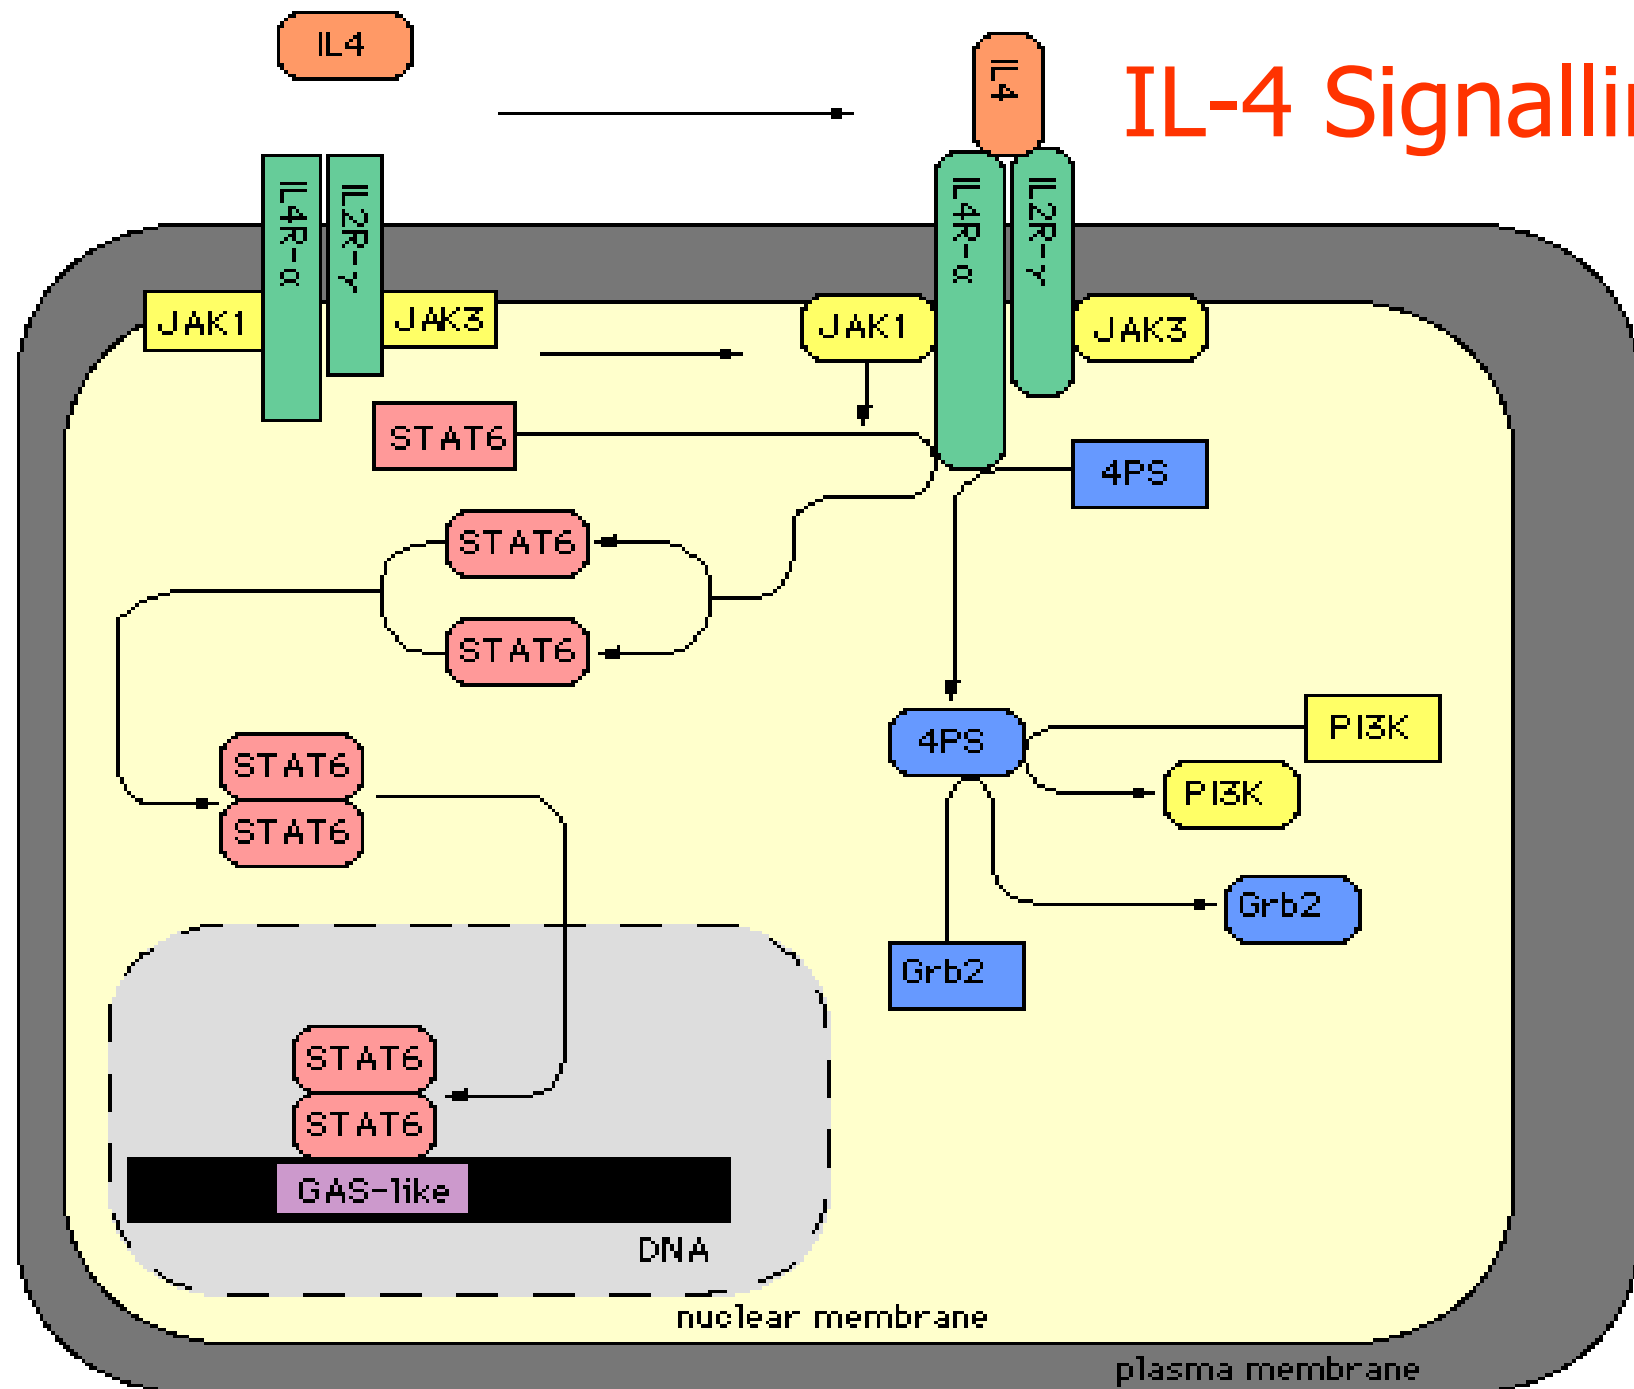 IL4
IL4
IL-4 Signallin
IL4R-α
IL2R-γ
IL4R-α
IL2R-γ
JAK1
JAK3
JAK1
JAK3
STAT6
4PS
STAT6
STAT6
4PS
PI3K
PI3K
STAT6
STAT6
Grb2
Grb2
STAT6
STAT6
GAS-like
DNA
nuclear membrane
plasma membrane